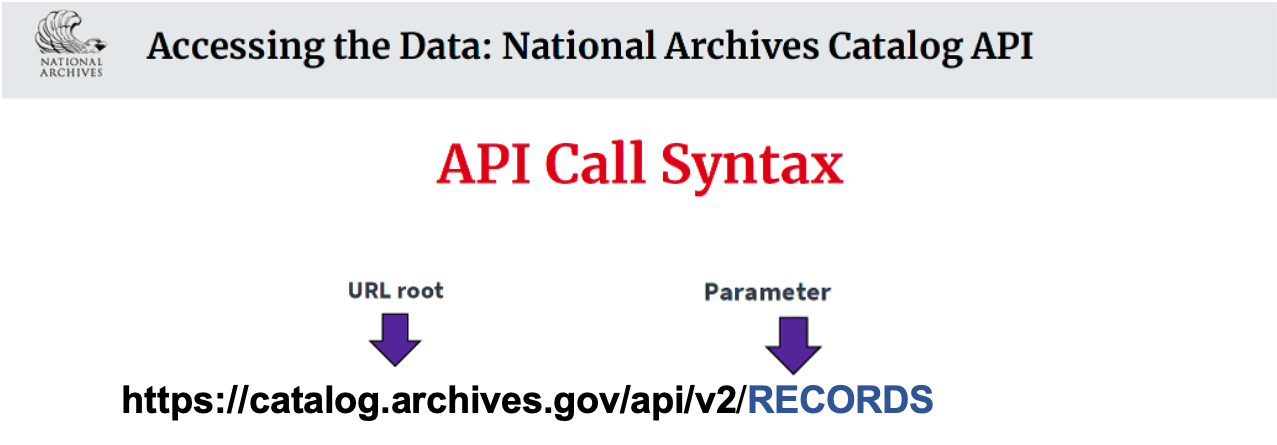 NATIONAL
ARCHIVES
Accessing the Data: National Archives Catalog API
API Call Syntax
URL root
Parameter
https://catalog.archives.gov/api/v2/RECORDS